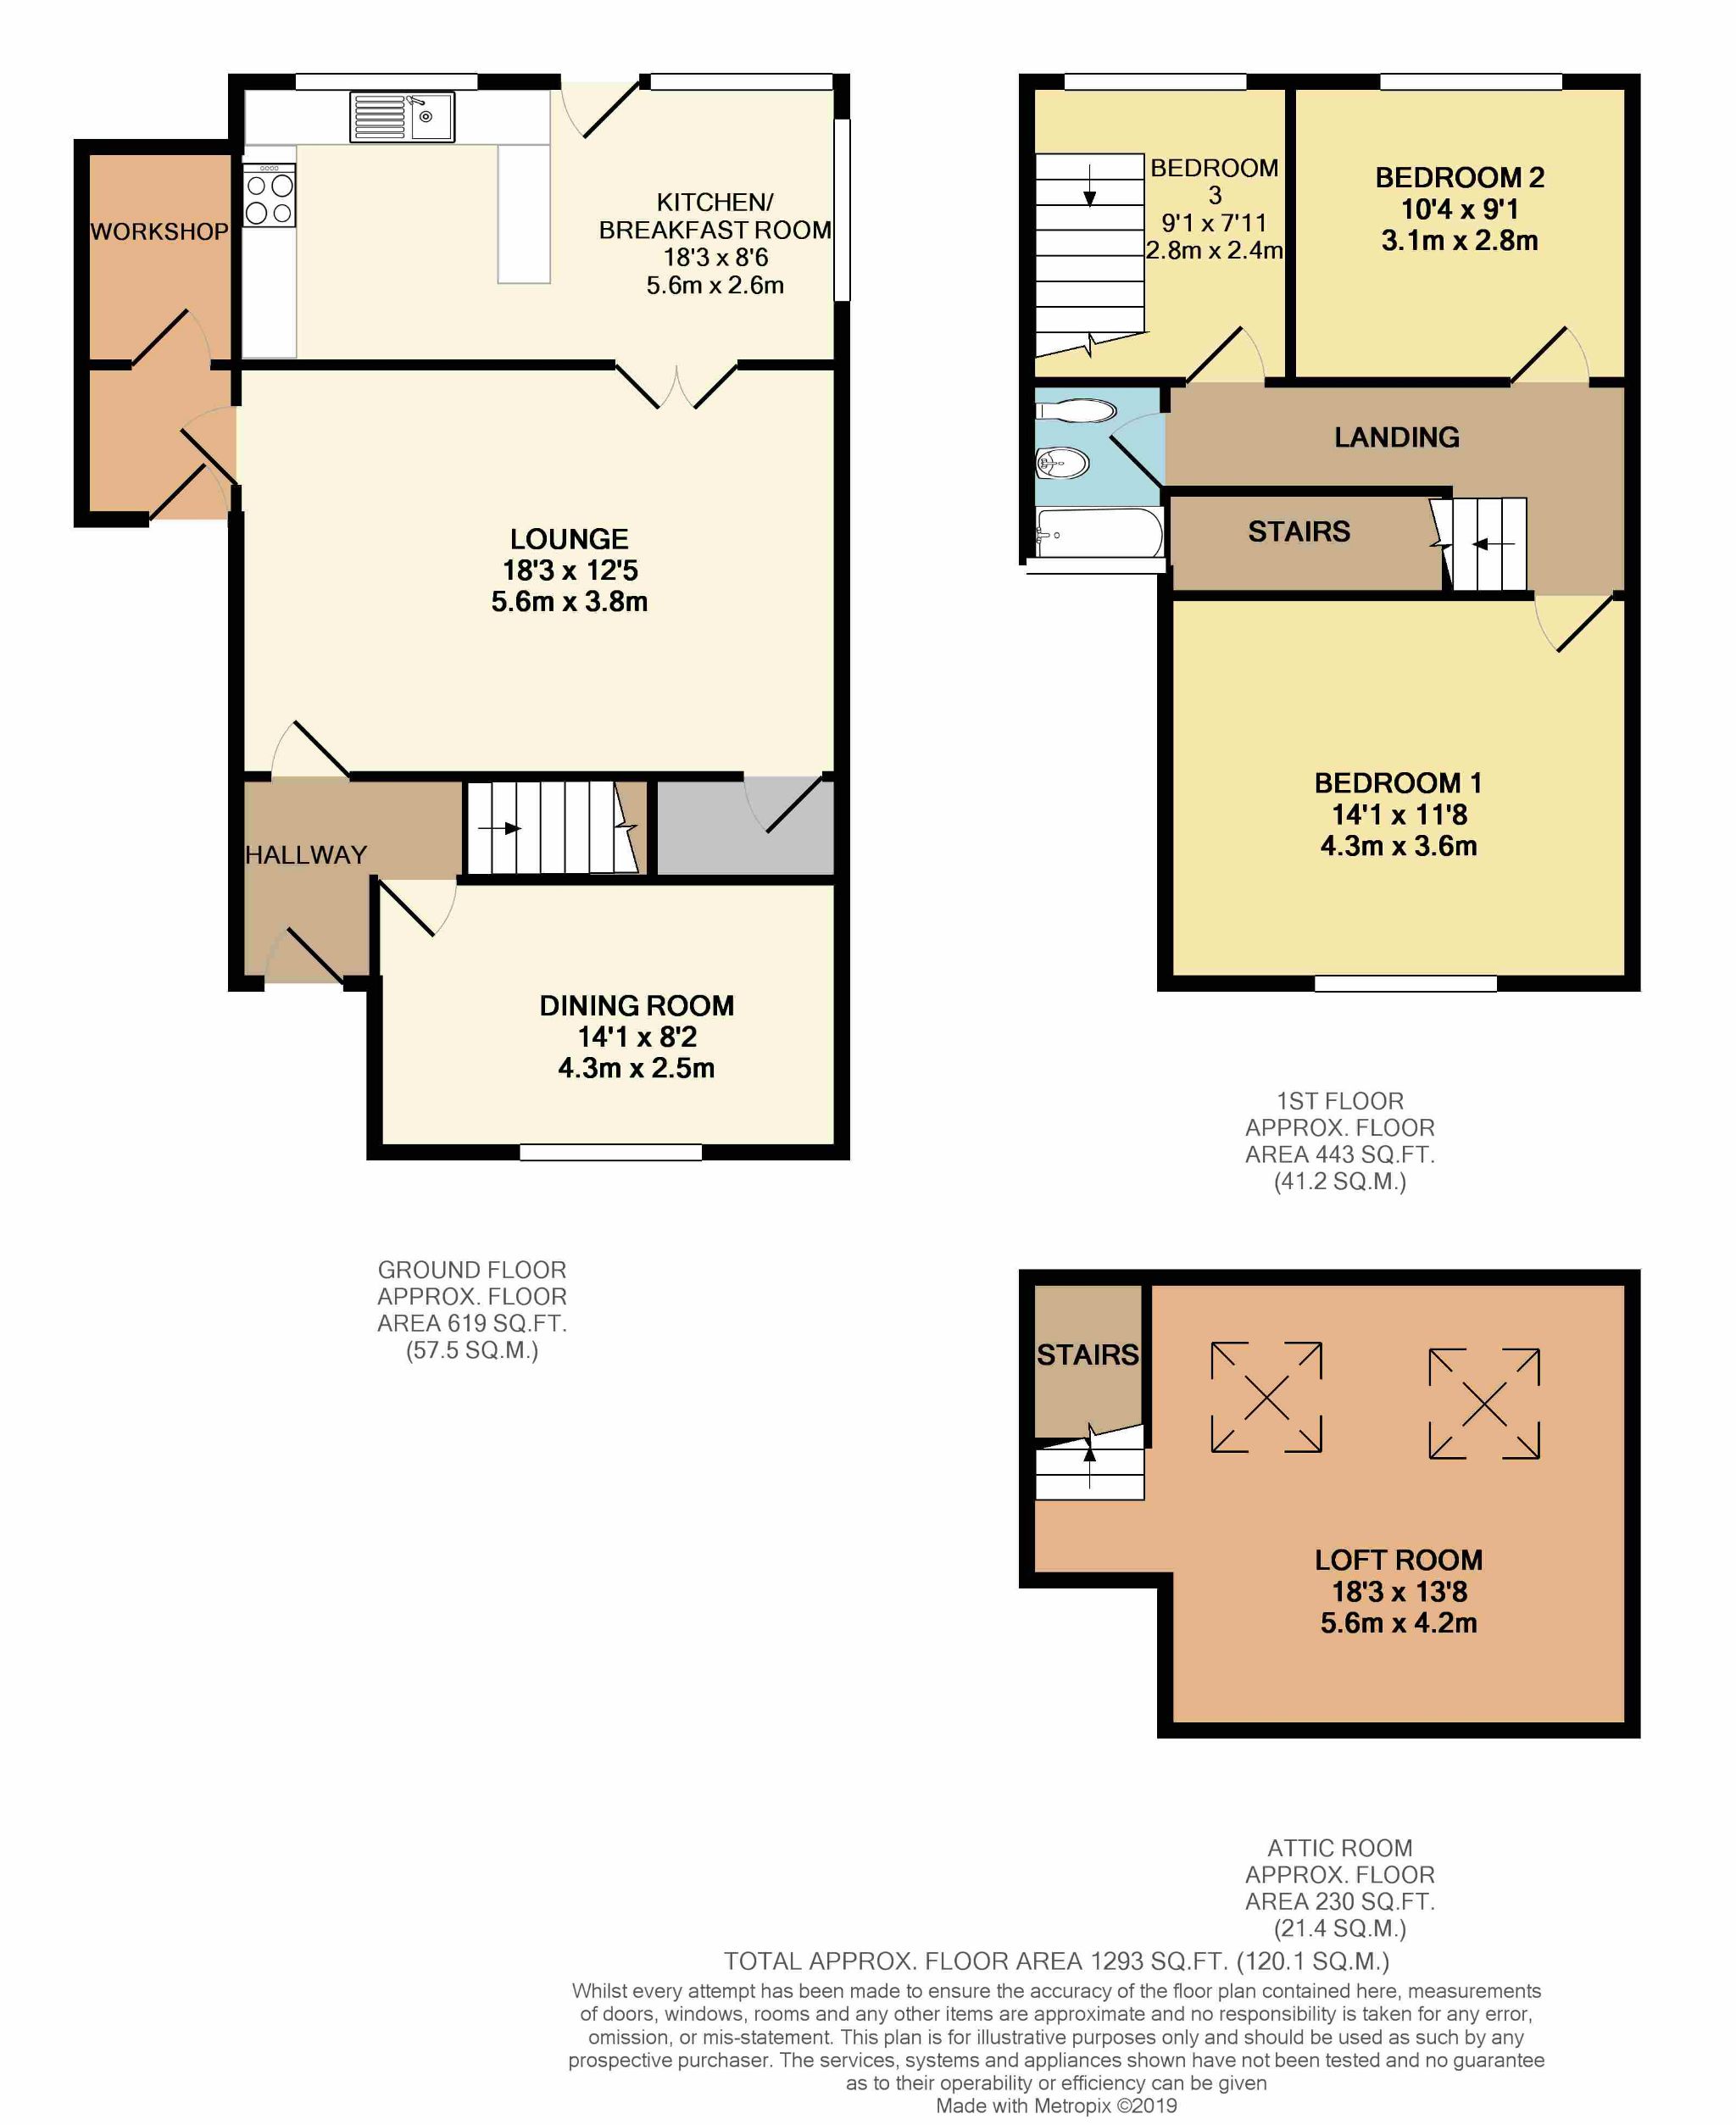 WORKSHOP
KITCHEN/
BREAKFAST ROOM
18'3 x 8'6
5.6m x 2.6m
LOUNGE
18'3 x 12'5
5.6m x 3.8m
HALLWAY
DINING ROOM
14'1 x 8'2
4.3m x 2.5m
GROUND FLOOR
APPROX. FLOOR
AREA 619 SQ.FT.
(57.5 SQ.M.)
BEDROOM
3
9'1 x 7'11
2.8m x 2.4m
BEDROOM 2
10'4 x 9'1
3.1m x 2.8m
LANDING
STAIRS
BEDROOM 1
14'1 x 11'8
4.3m x 3.6m
1ST FLOOR
APPROX. FLOOR
AREA 443 SQ.FT.
(41.2 SQ.M.)
STAIRS
LOFT ROOM
18'3 x 13'8
5.6m x 4.2m
ATTIC ROOM
APPROX. FLOOR
AREA 230 SQ.FT.
(21.4 SQ.M.)
TOTAL APPROX. FLOOR AREA 1293 SQ.FT. (120.1 SQ.M.)
Whilst every attempt has been made to ensure the accuracy of the floor plan contained here, measurements
of doors, windows, rooms and any other items are approximate and no responsibility is taken for any error,
omission, or mis-statement. This plan is for illustrative purposes only and should be used as such by any
prospective purchaser. The services, systems and appliances shown have not been tested and no guarantee
as to their operability or efficiency can be given
Made with Metropix ©2019